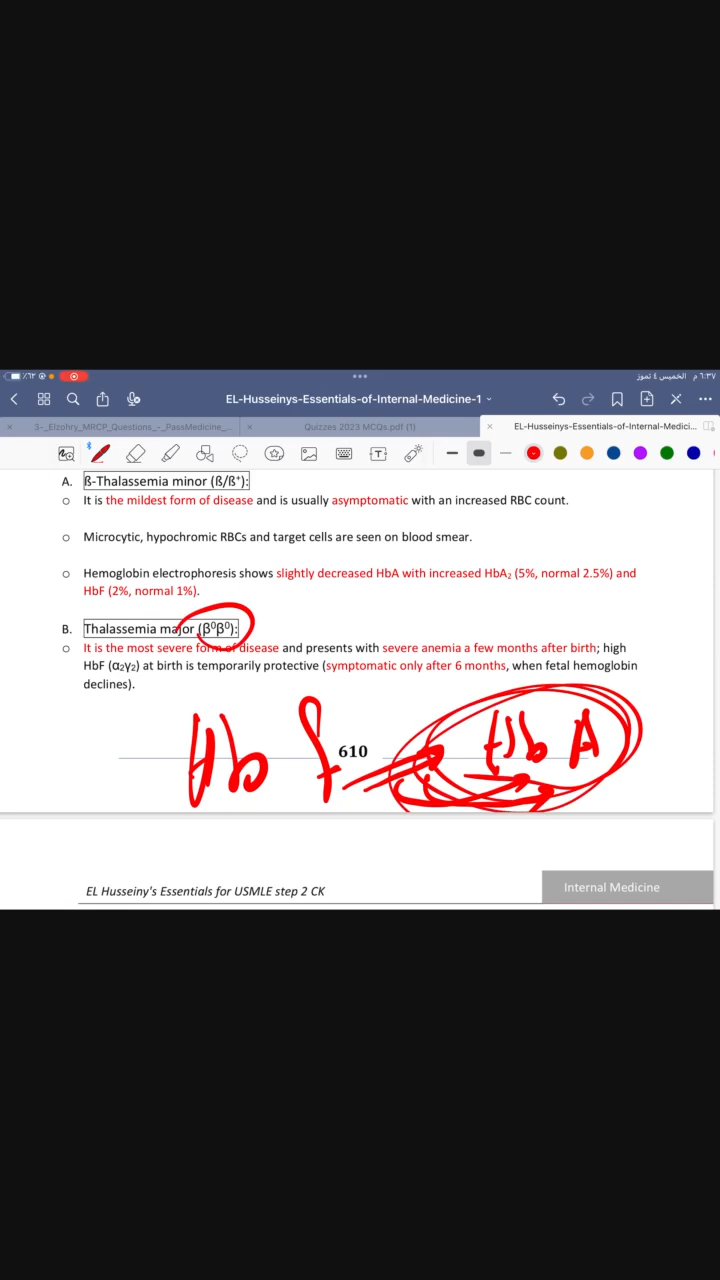 ٪٦٢
٦:٣٧ م الخميس ٤ تموز
EL-Husseinys-Essentials-of-Internal-Medicine-1
3-_Elzohry_MRCP_Questions_-_PassMedicine_...
Quizzes 2023 MCQs.pdf (1)
EL-Husseinys-Essentials-of-Internal-Medici...
A. ß-Thalassemia minor (ß/ß⁺):
o It is the mildest form of disease and is usually asymptomatic with an increased RBC count.
o Microcytic, hypochromic RBCs and target cells are seen on blood smear.
o Hemoglobin electrophoresis shows slightly decreased HbA with increased HbA₂ (5%, normal 2.5%) and
HbF (2%, normal 1%).
B. Thalassemia major (β⁰β⁰):
o It is the most severe form of disease and presents with severe anemia a few months after birth; high
HbF (α₂γ₂) at birth is temporarily protective (symptomatic only after 6 months, when fetal hemoglobin
declines).
Hb f
Hb A
610
EL Husseiny's Essentials for USMLE step 2 CK
Internal Medicine